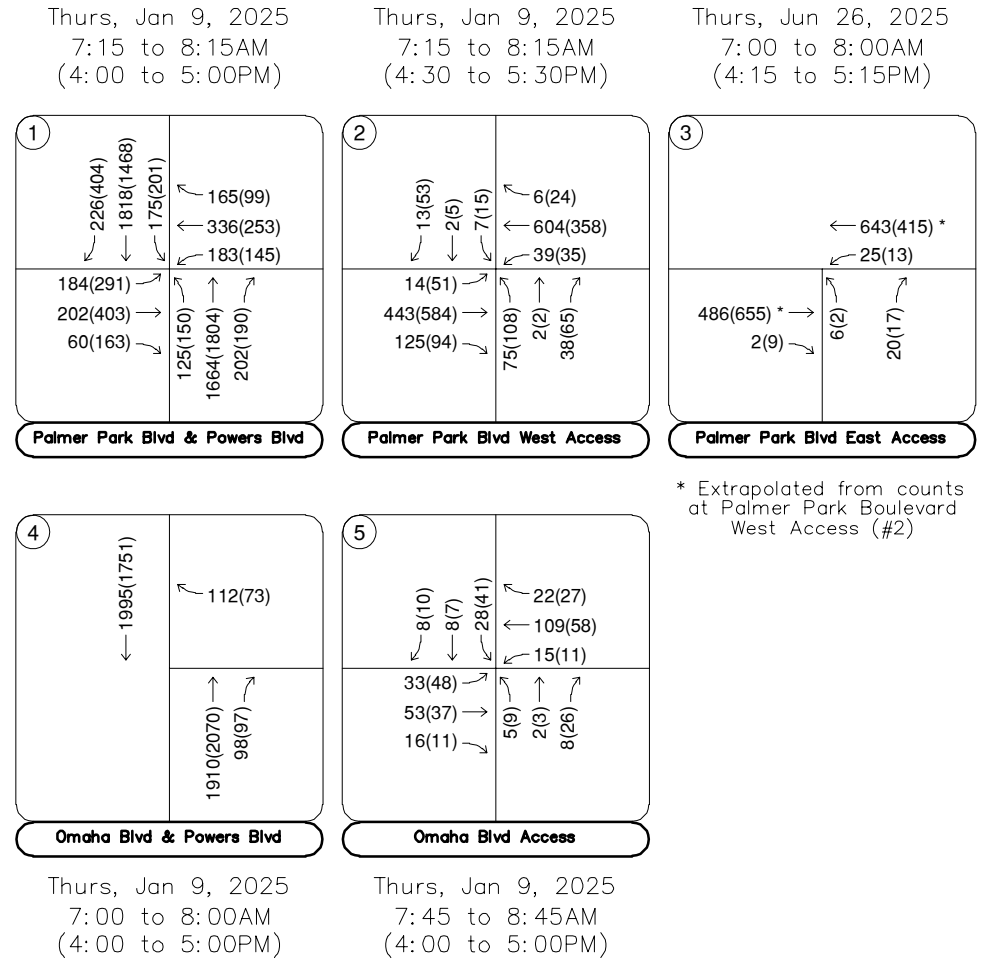 Thurs, Jan 9, 2025
7:15 to 8:15AM
(4:00 to 5:00PM)
Thurs, Jan 9, 2025
7:15 to 8:15AM
(4:30 to 5:30PM)
Thurs, Jun 26, 2025
7:00 to 8:00AM
(4:15 to 5:15PM)
1
226(404)
1818(1468)
175(201)
165(99)
336(253)
183(145)
184(291)
202(403)
60(163)
125(150)
1664(1804)
202(190)
Palmer Park Blvd & Powers Blvd
2
13(53)
2(5)
7(15)
6(24)
604(358)
39(35)
14(51)
443(584)
125(94)
75(108)
2(2)
38(65)
Palmer Park Blvd West Access
3
643(415) *
25(13)
486(655) *
2(9)
6(2)
20(17)
Palmer Park Blvd East Access
* Extrapolated from counts
at Palmer Park Boulevard
West Access (#2)
4
1995(1751)
112(73)
1910(2070)
98(97)
Omaha Blvd & Powers Blvd
5
8(10)
8(7)
28(41)
22(27)
109(58)
15(11)
33(48)
53(37)
16(11)
5(9)
2(3)
8(26)
Omaha Blvd Access
Thurs, Jan 9, 2025
7:00 to 8:00AM
(4:00 to 5:00PM)
Thurs, Jan 9, 2025
7:45 to 8:45AM
(4:00 to 5:00PM)